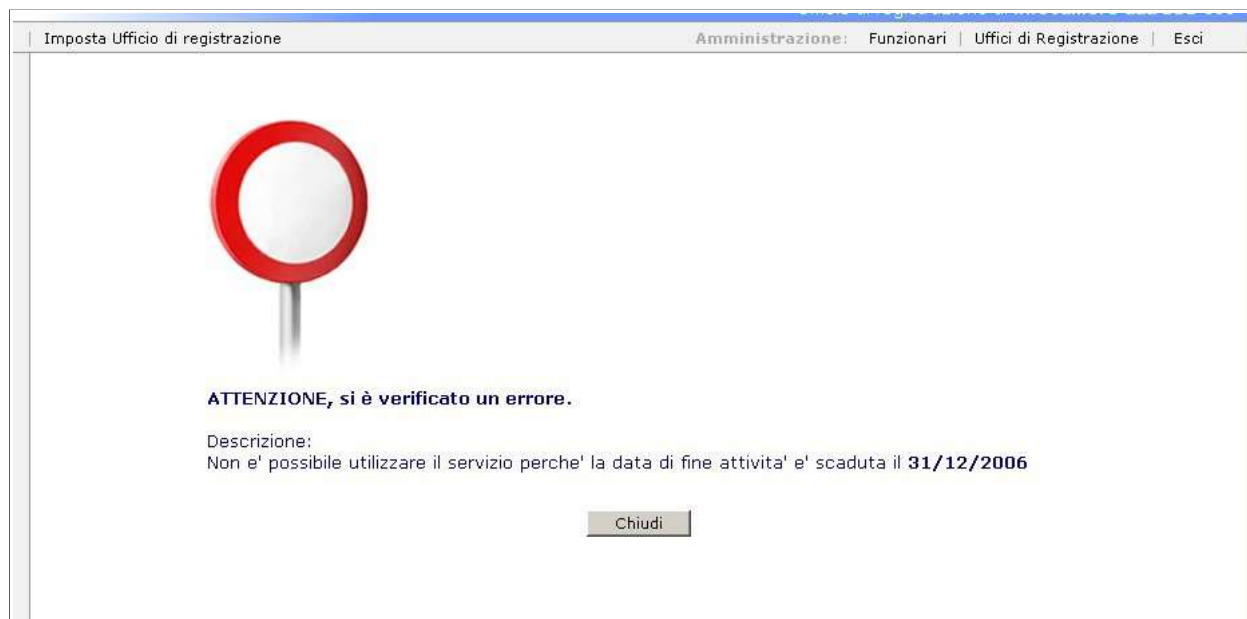 | Imposta Ufficio di registrazione
Amministrazione: Funzionari | Uffici di Registrazione | Esci
ATTENZIONE, si è verificato un errore.
Descrizione:
Non e' possibile utilizzare il servizio perche' la data di fine attivita' e' scaduta il 31/12/2006
Chiudi